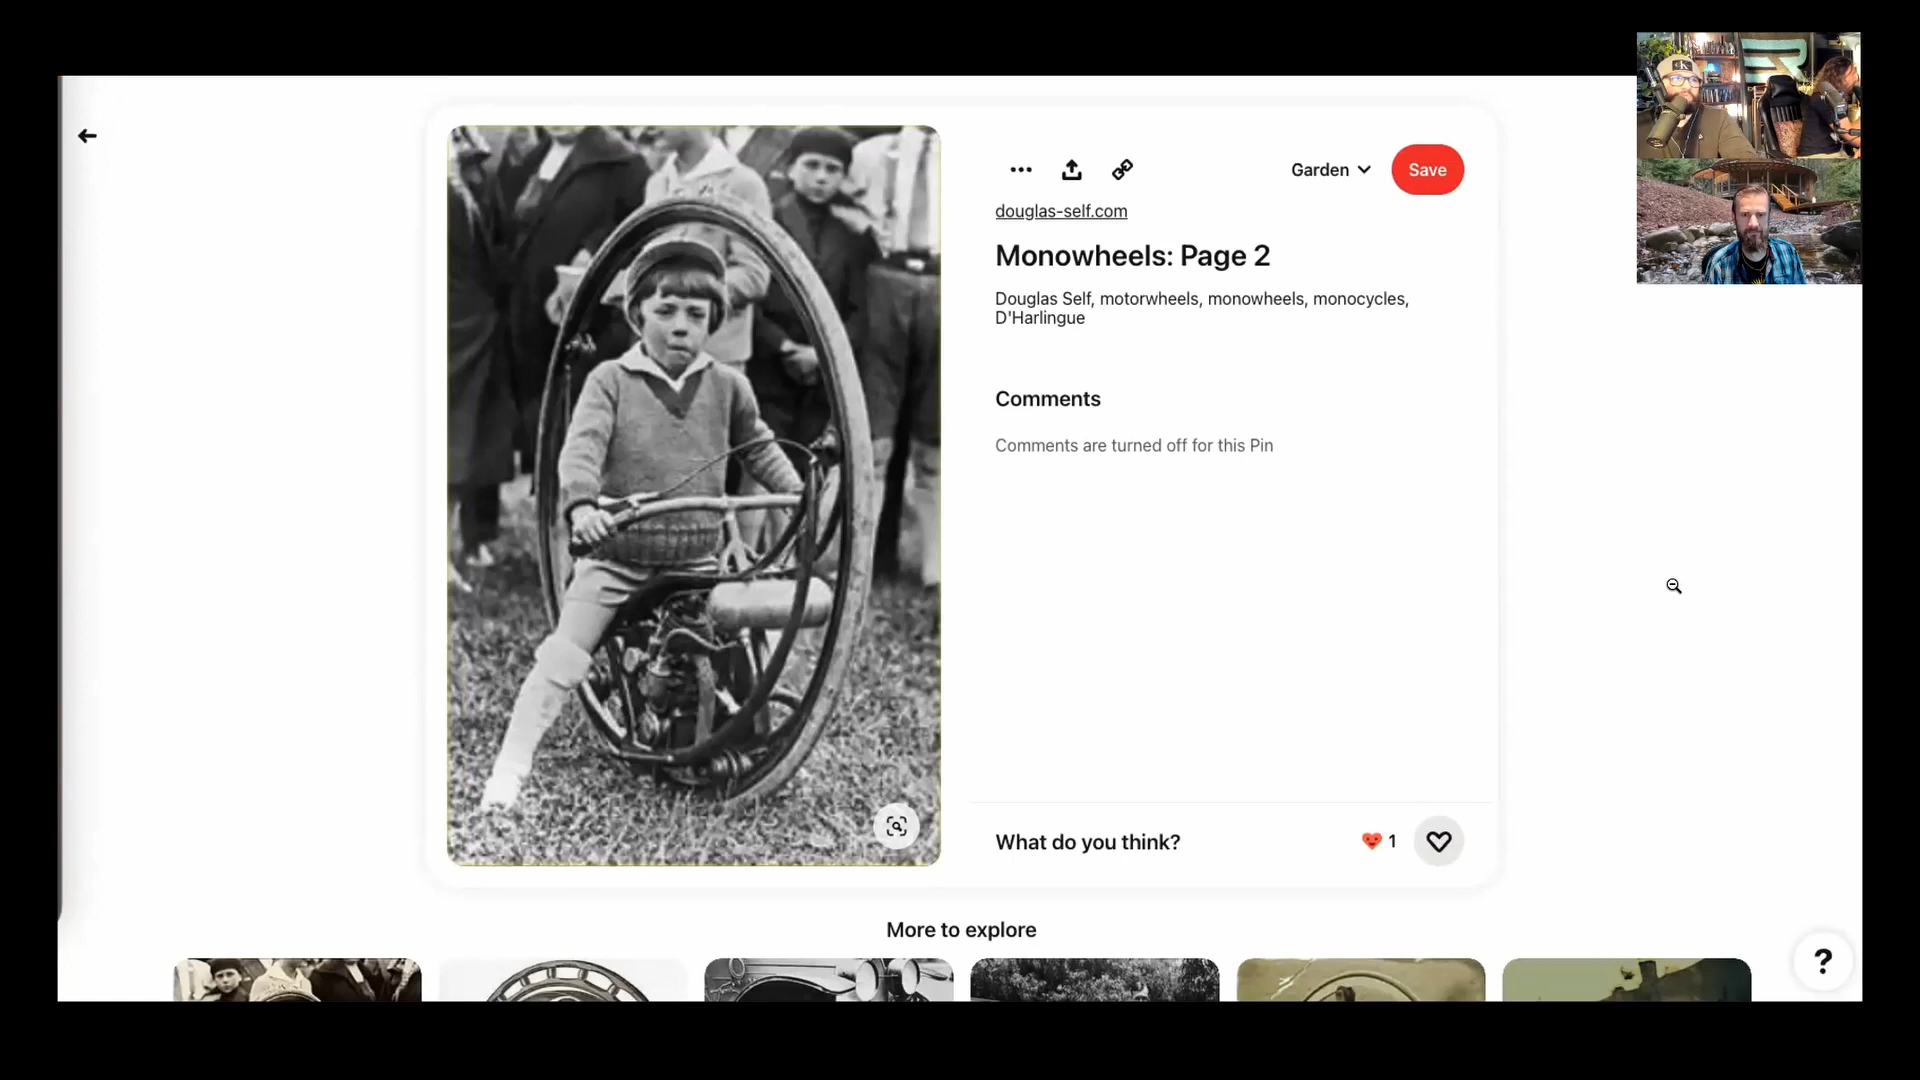 Garden
Save
douglas-self.com
Monowheels: Page 2
Douglas Self, motorwheels, monowheels, monocycles,
D'Harlingue
Comments
Comments are turned off for this Pin
What do you think?
1
More to explore
?
K